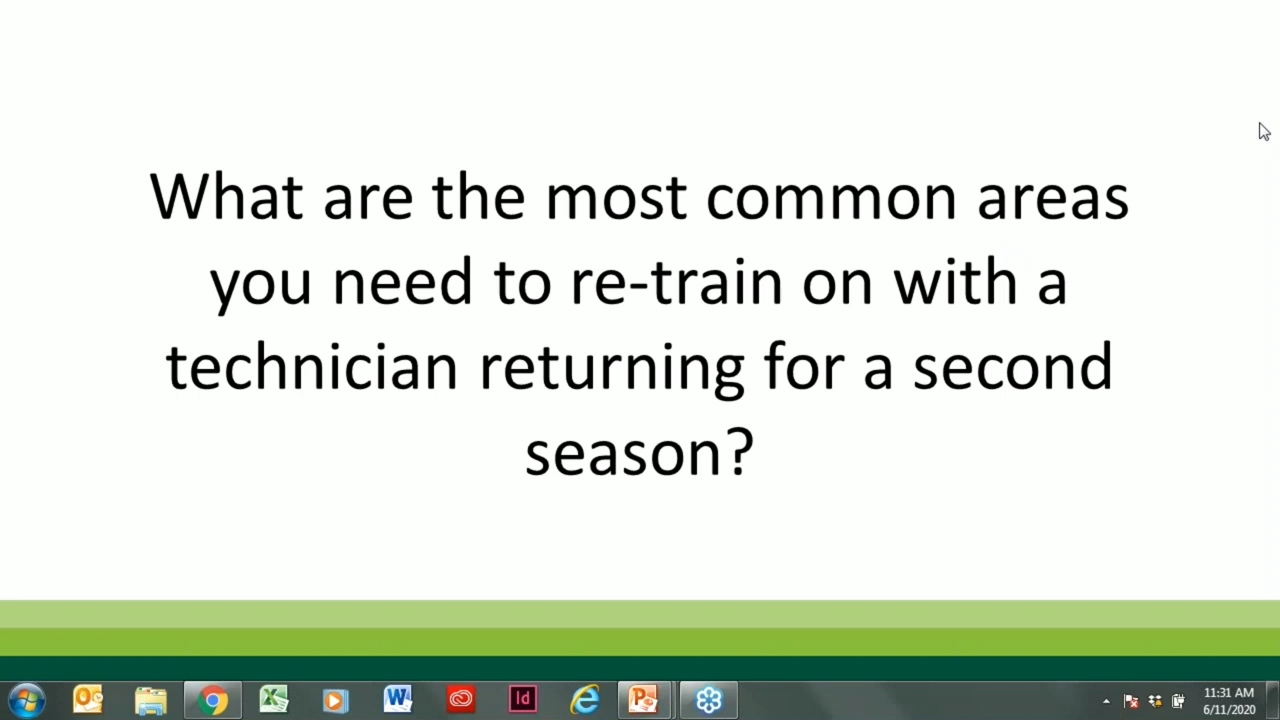 What are the most common areas
you need to re-train on with a
technician returning for a second
season?
11:31 AM
6/11/2020